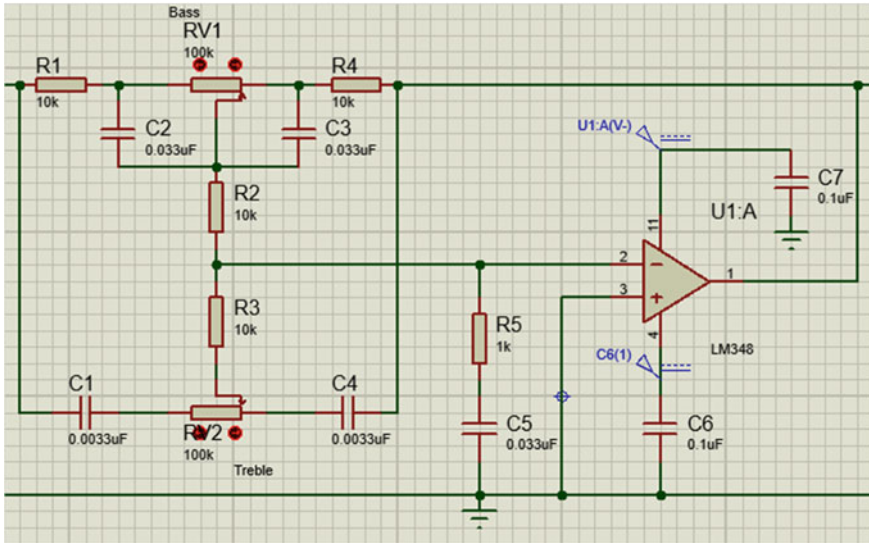 Bass
RV1
100k
R1
10k
R4
10k
C2
0.033uF
C3
0.033uF
U1:A(V-)
C7
0.1uF
R2
10k
U1:A
11
2
3
1
4
R3
10k
R5
1k
LM348
C6(1)
C1
0.0033uF
RV2
100k
C4
0.0033uF
C5
0.033uF
C6
0.1uF
Treble